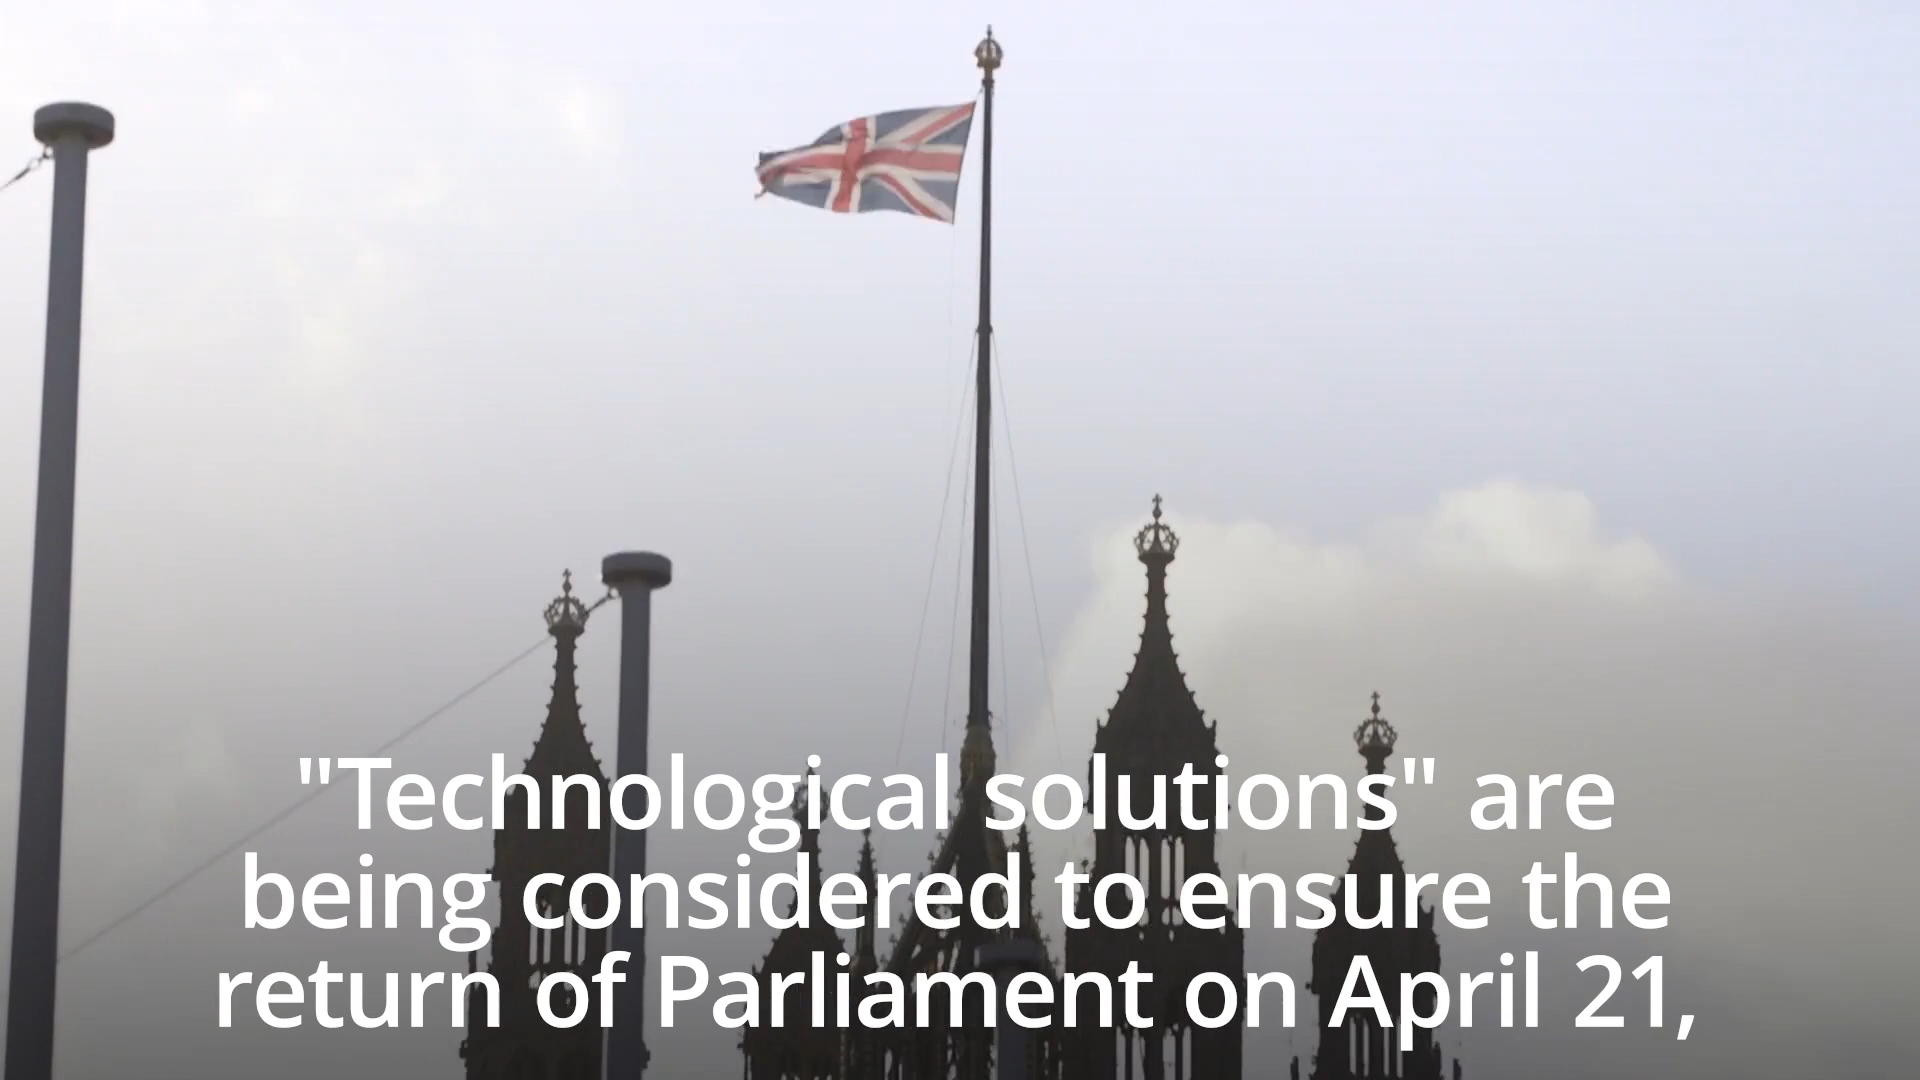 "Technological solutions" are
being considered to ensure the
return of Parliament on April 21,